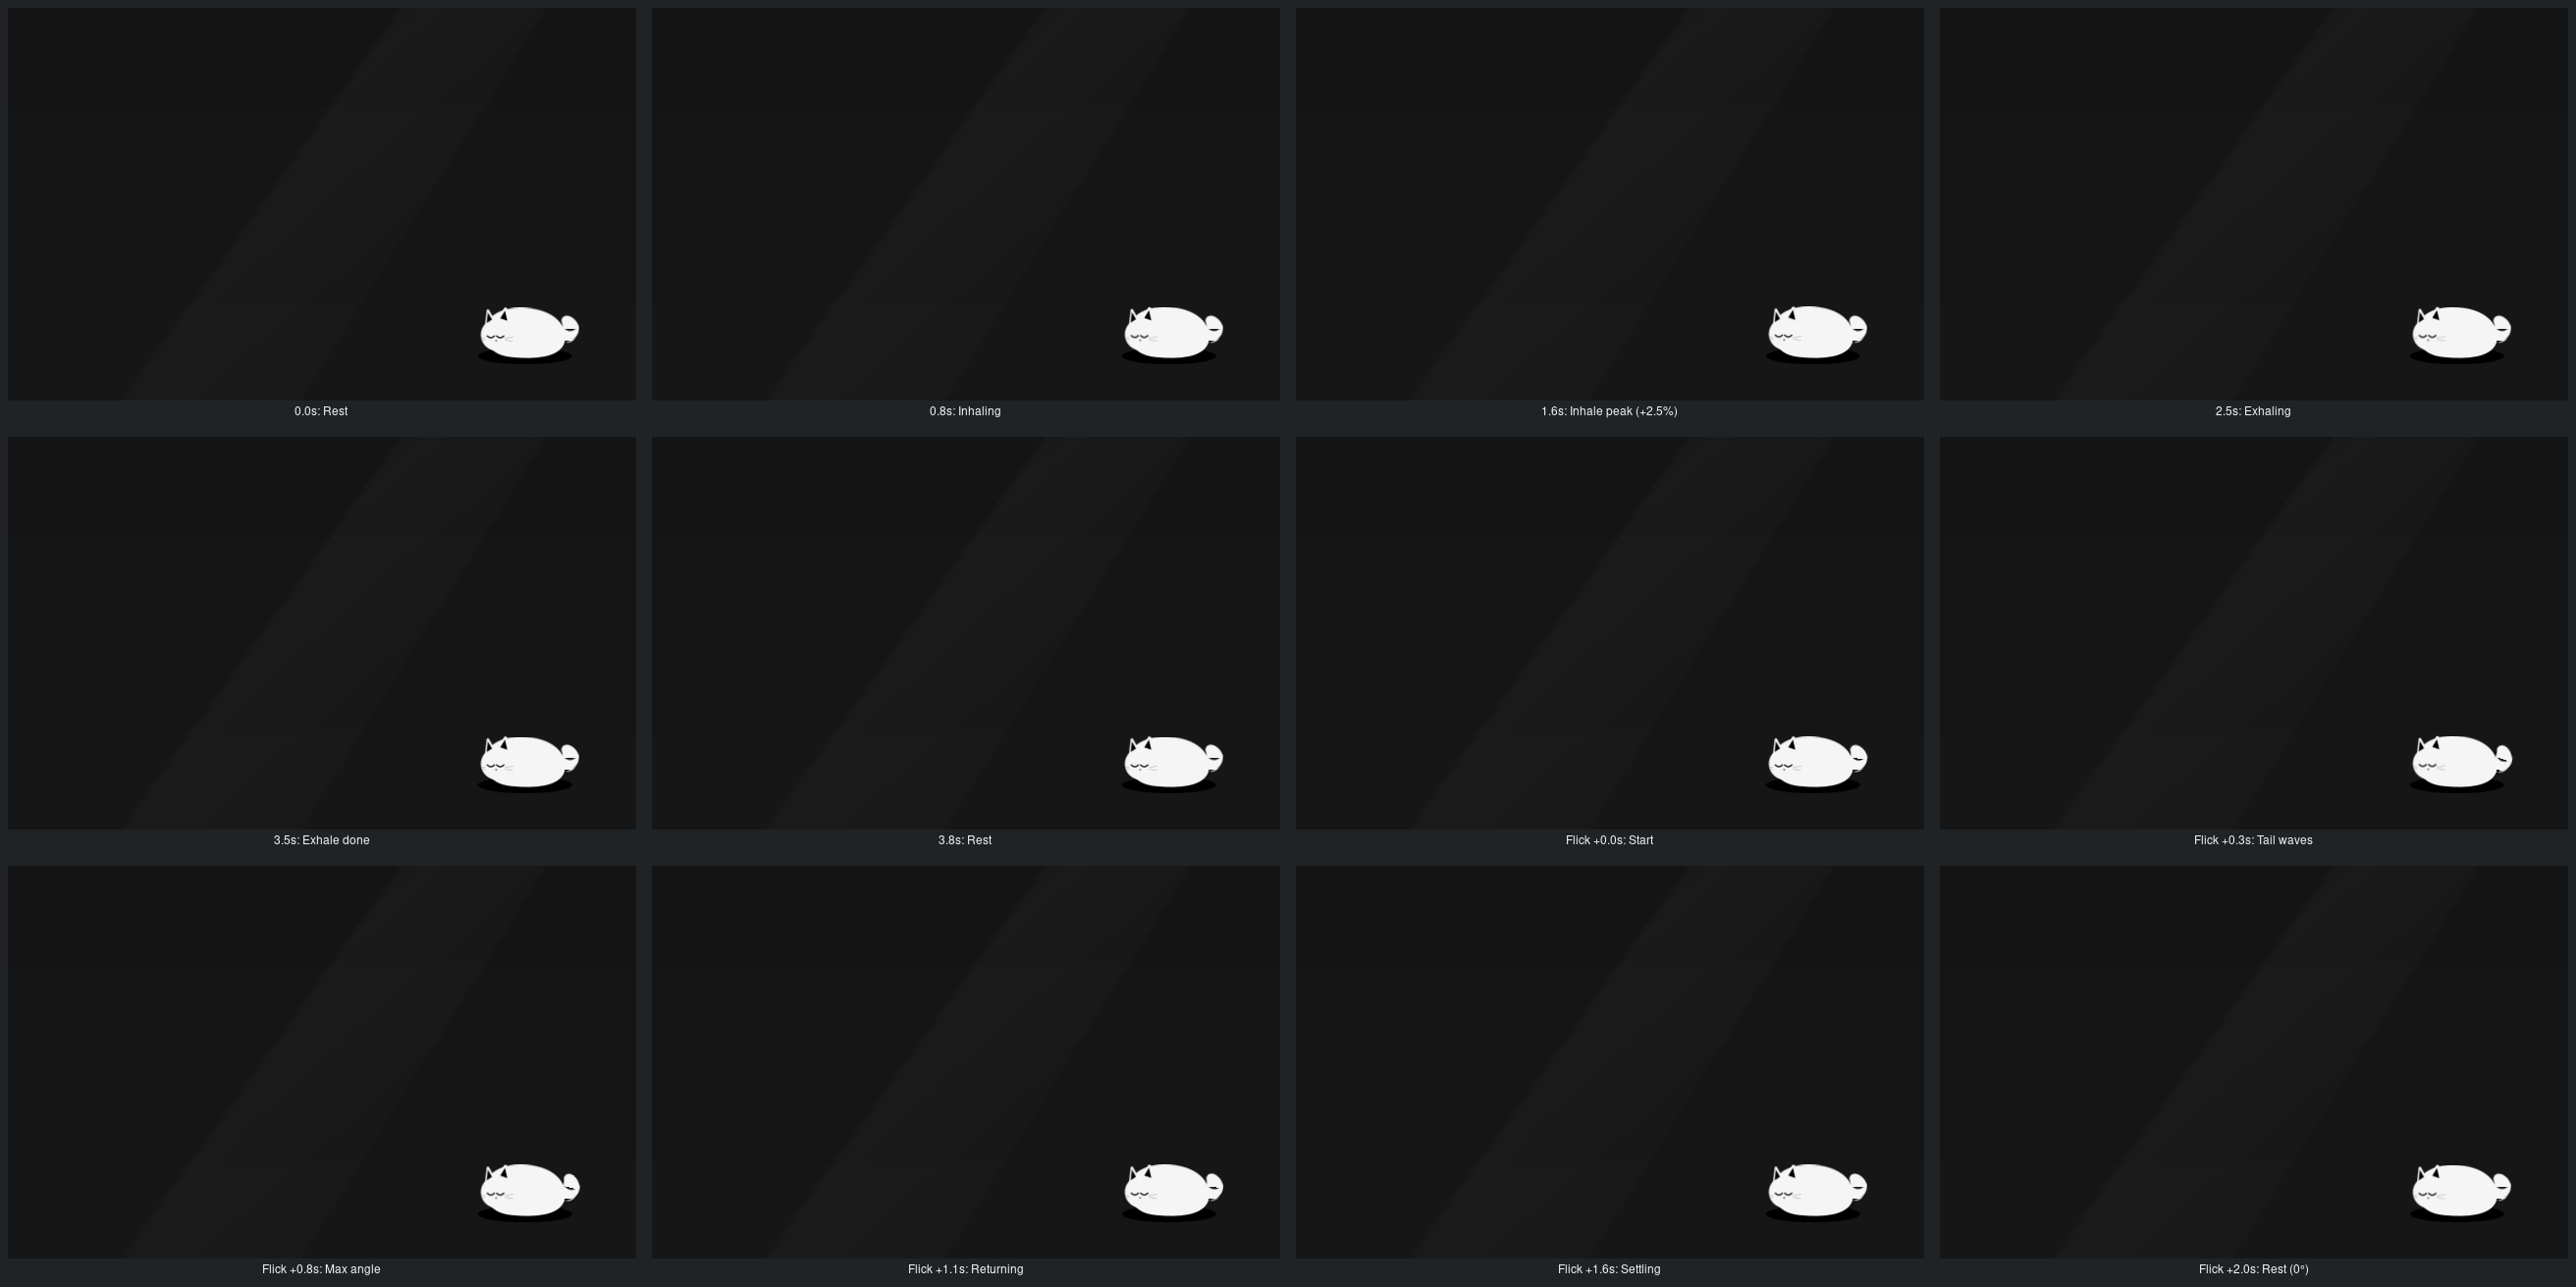 0.0s: Rest
0.8s: Inhaling
1.6s: Inhale peak (+2.5%)
2.5s: Exhaling
3.5s: Exhale done
3.8s: Rest
Flick +0.0s: Start
Flick +0.3s: Tail waves
Flick +0.8s: Max angle
Flick +1.1s: Returning
Flick +1.6s: Settling
Flick +2.0s: Rest (0°)